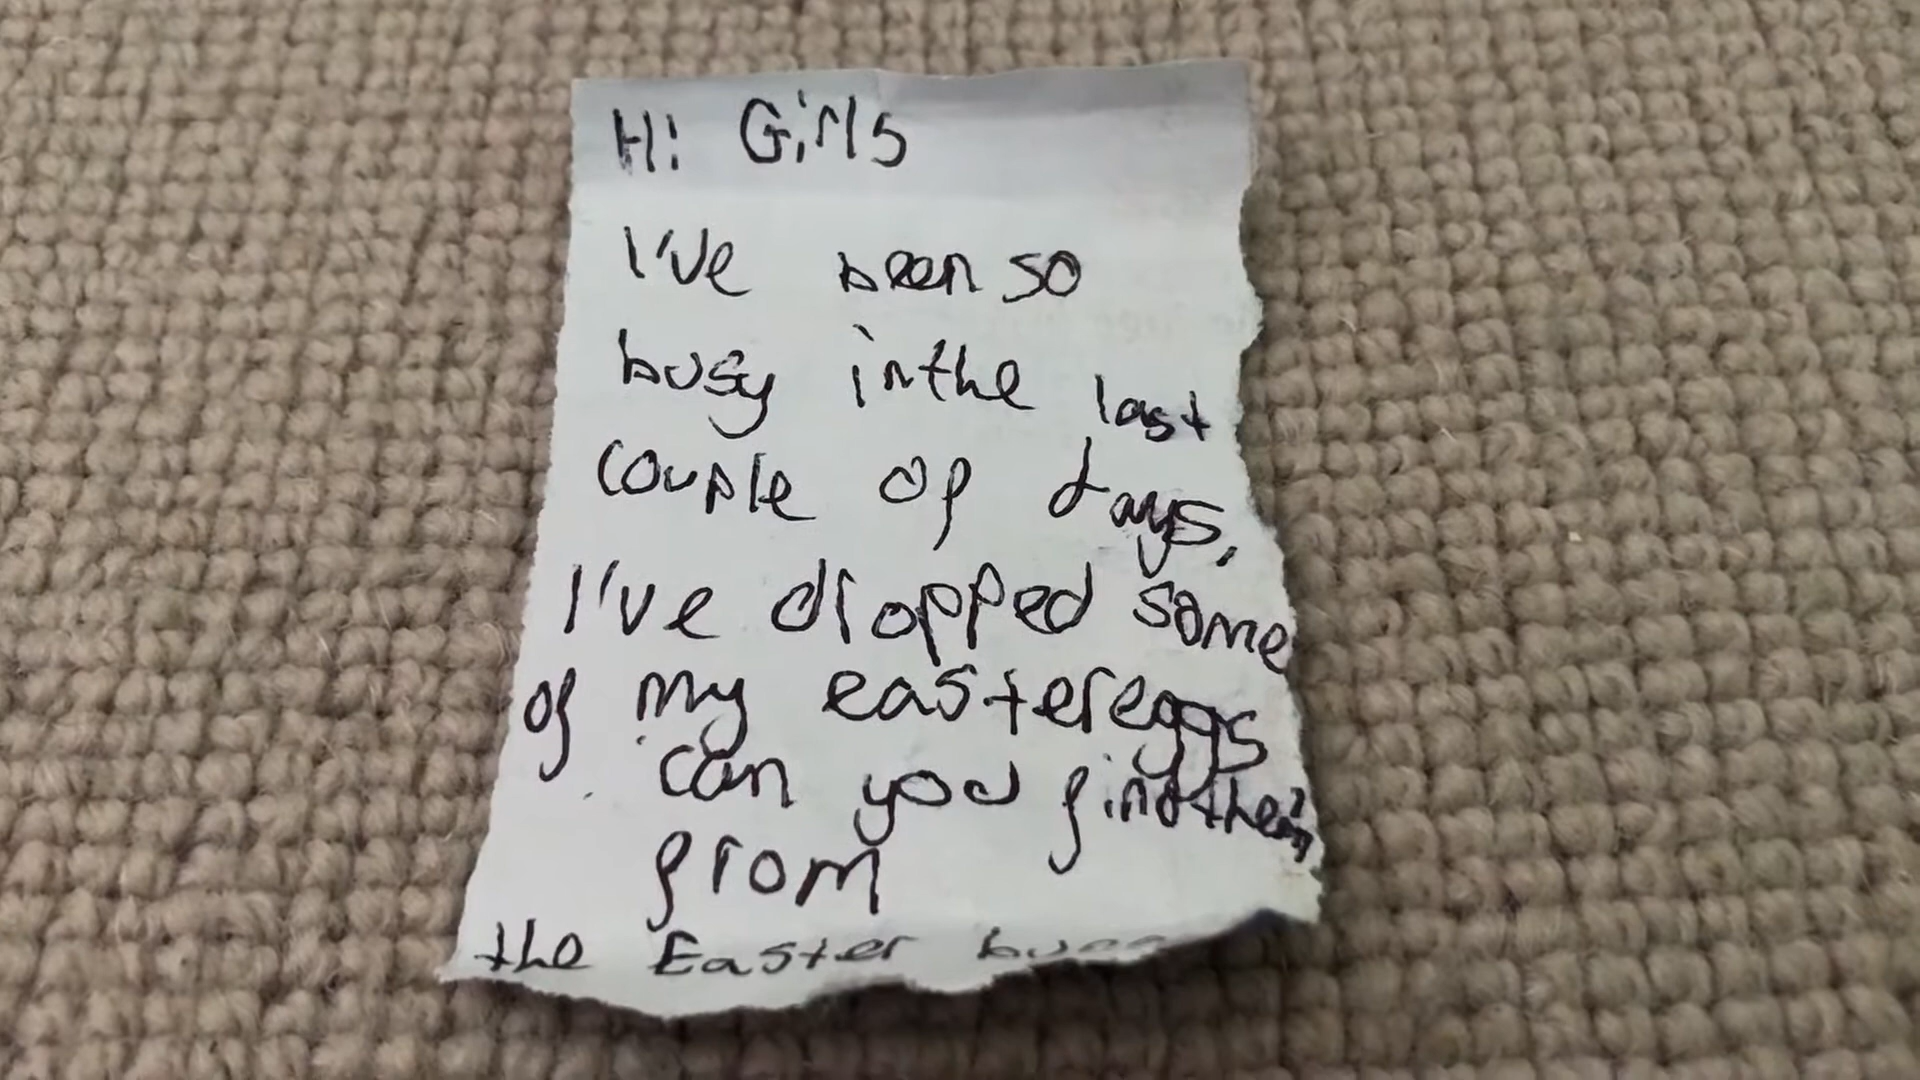 Hi Girls
I've been so
busy inthe last
couple of days,
I've dropped some
of my eastereggs
can you find them?
from
the Easter